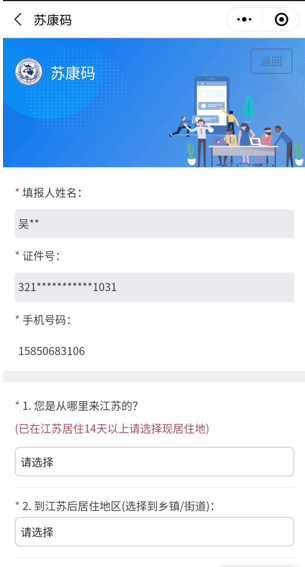 苏康码
苏康码
返回
* 填报人姓名：
吴**
* 证件号：
321***********1031
* 手机号码：
15850683106
* 1. 您是从哪里来江苏的？
(已在江苏居住14天以上请选择现居住地)
请选择
* 2. 到江苏后居住地区(选择到乡镇/街道)：
请选择